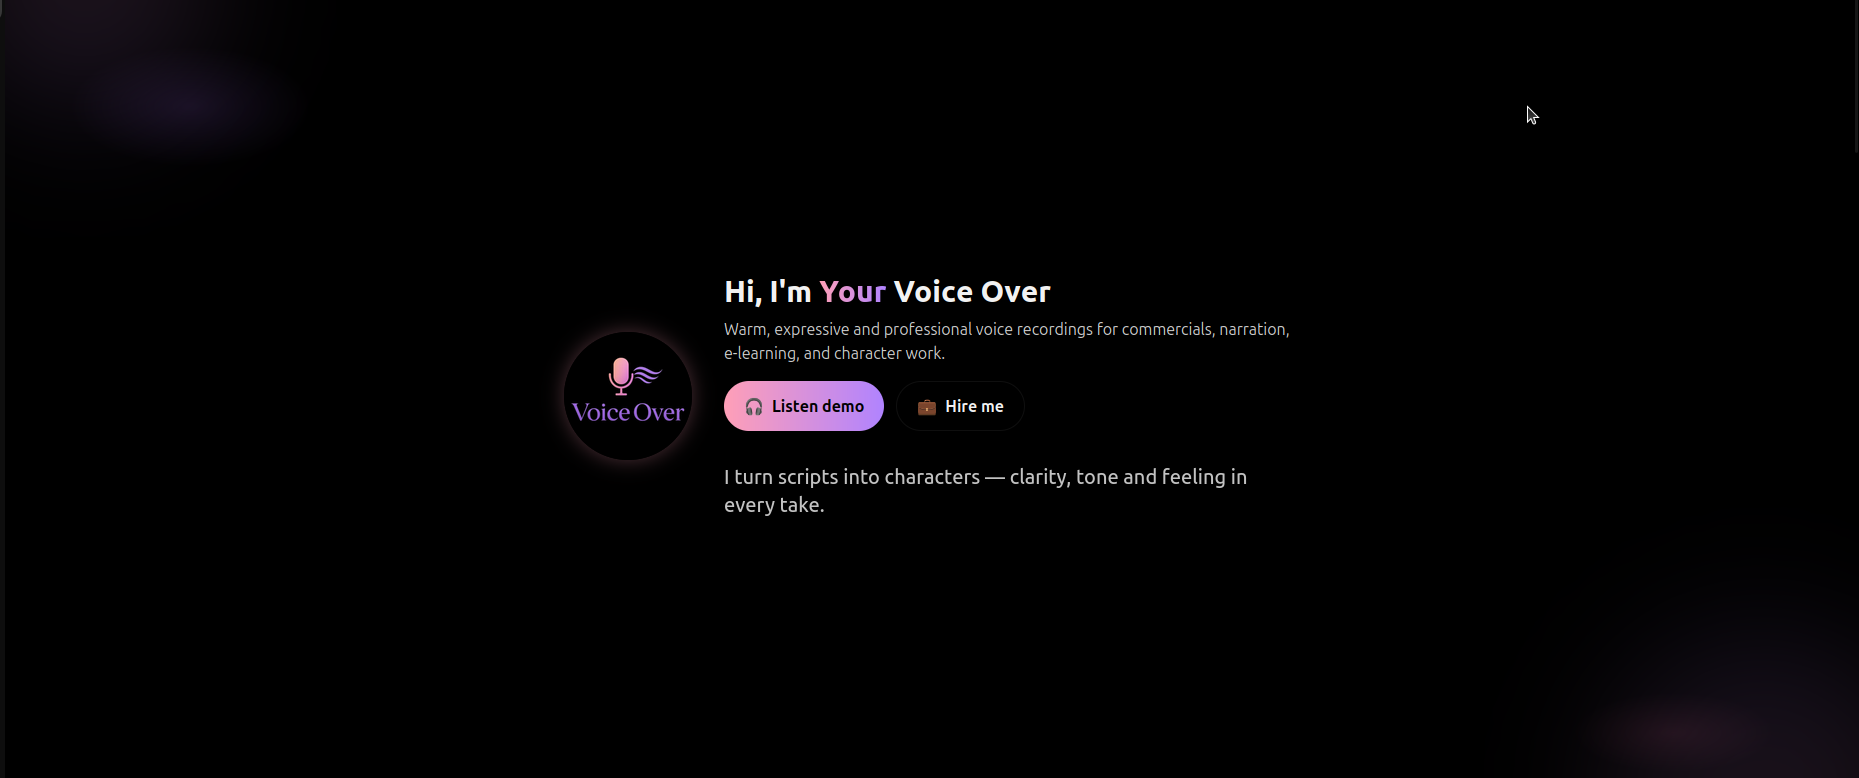 Hi, I'm Your Voice Over
Warm, expressive and professional voice recordings for commercials, narration,
e-learning, and character work.
Voice Over
🎧 Listen demo
💼 Hire me
I turn scripts into characters — clarity, tone and feeling in
every take.